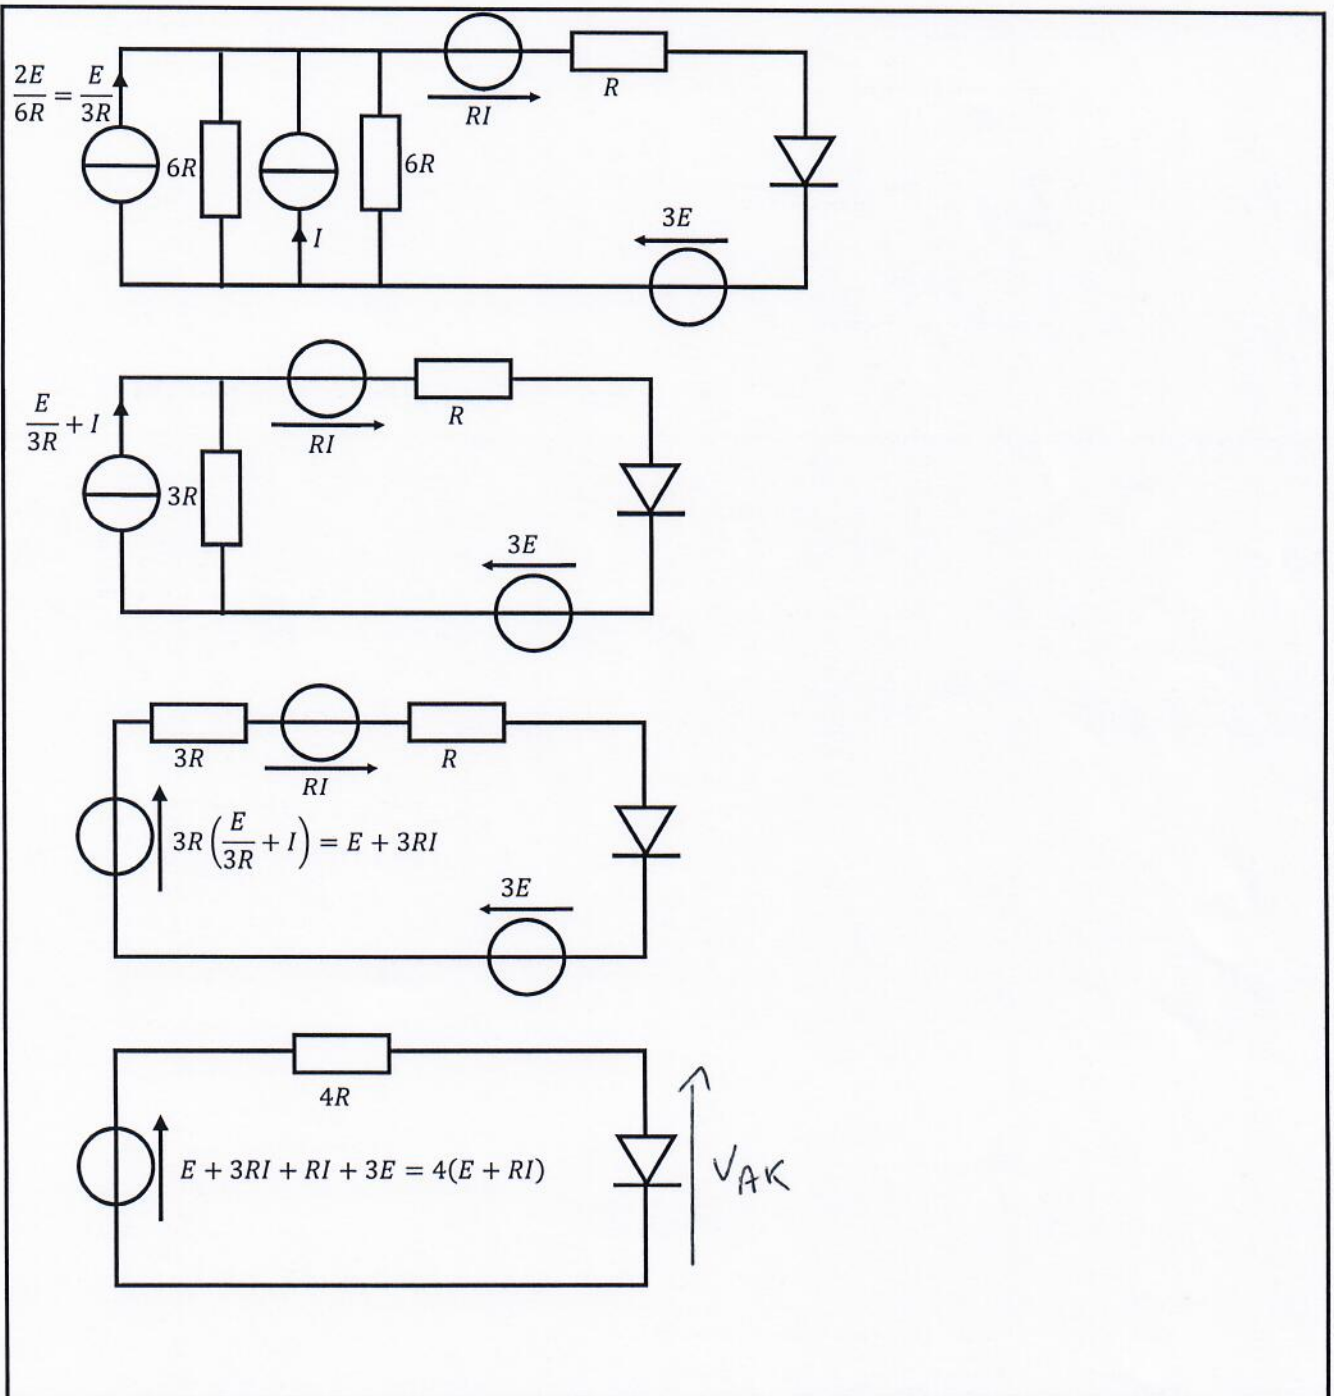 2E/6R = E/3R
RI
R
6R
6R
I
3E
E/3R + I
RI
R
3R
3E
3R
RI
R
3R(E/3R + I) = E + 3RI
3E
4R
E + 3RI + RI + 3E = 4(E + RI)
V_AK